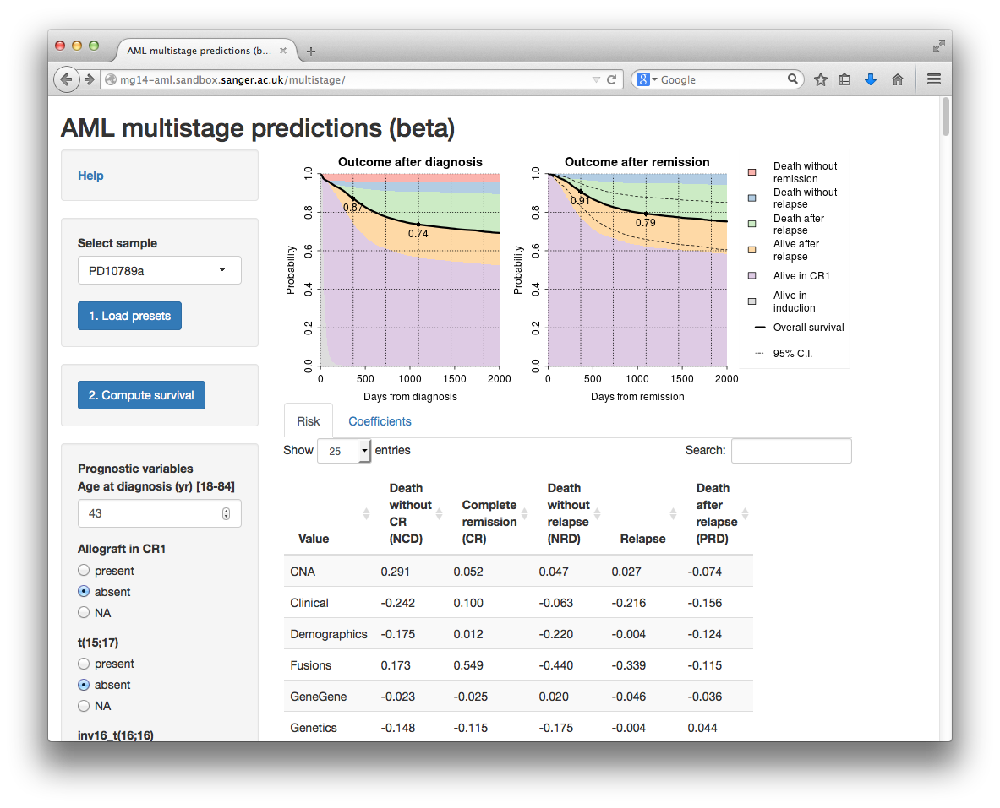 AML multistage predictions (b...
mg14-aml.sandbox.sanger.ac.uk/multistage/
8
Google
AML multistage predictions (beta)
Help
Select sample
PD10789a
1. Load presets
2. Compute survival
Prognostic variables
Age at diagnosis (yr) [18-84]
43
Allograft in CR1
present
absent
NA
t(15;17)
present
absent
NA
inv16_t(16;16)
Outcome after diagnosis
Probability
0.0
0.2
0.4
0.6
0.8
1.0
0.87
0.74
0
500
1000
1500
2000
Days from diagnosis
Outcome after remission
Probability
0.0
0.2
0.4
0.6
0.8
1.0
0.91
0.79
0
500
1000
1500
2000
Days from remission
Death without
remission
Death without
relapse
Death after
relapse
Alive after
relapse
Alive in CR1
Alive in
induction
Overall survival
95% C.I.
Risk
Coefficients
Show 25 entries
Search:
Value
Death
without
CR
(NCD)
Complete
remission
(CR)
Death
without
relapse
(NRD)
Relapse
Death
after
relapse
(PRD)
CNA 0.291 0.052 0.047 0.027 -0.074
Clinical -0.242 0.100 -0.063 -0.216 -0.156
Demographics -0.175 0.012 -0.220 -0.004 -0.124
Fusions 0.173 0.549 -0.440 -0.339 -0.115
GeneGene -0.023 -0.025 0.020 -0.046 -0.036
Genetics -0.148 -0.115 -0.175 -0.004 0.044